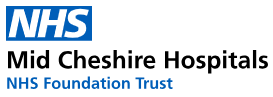 NHS
Mid Cheshire Hospitals
NHS Foundation Trust